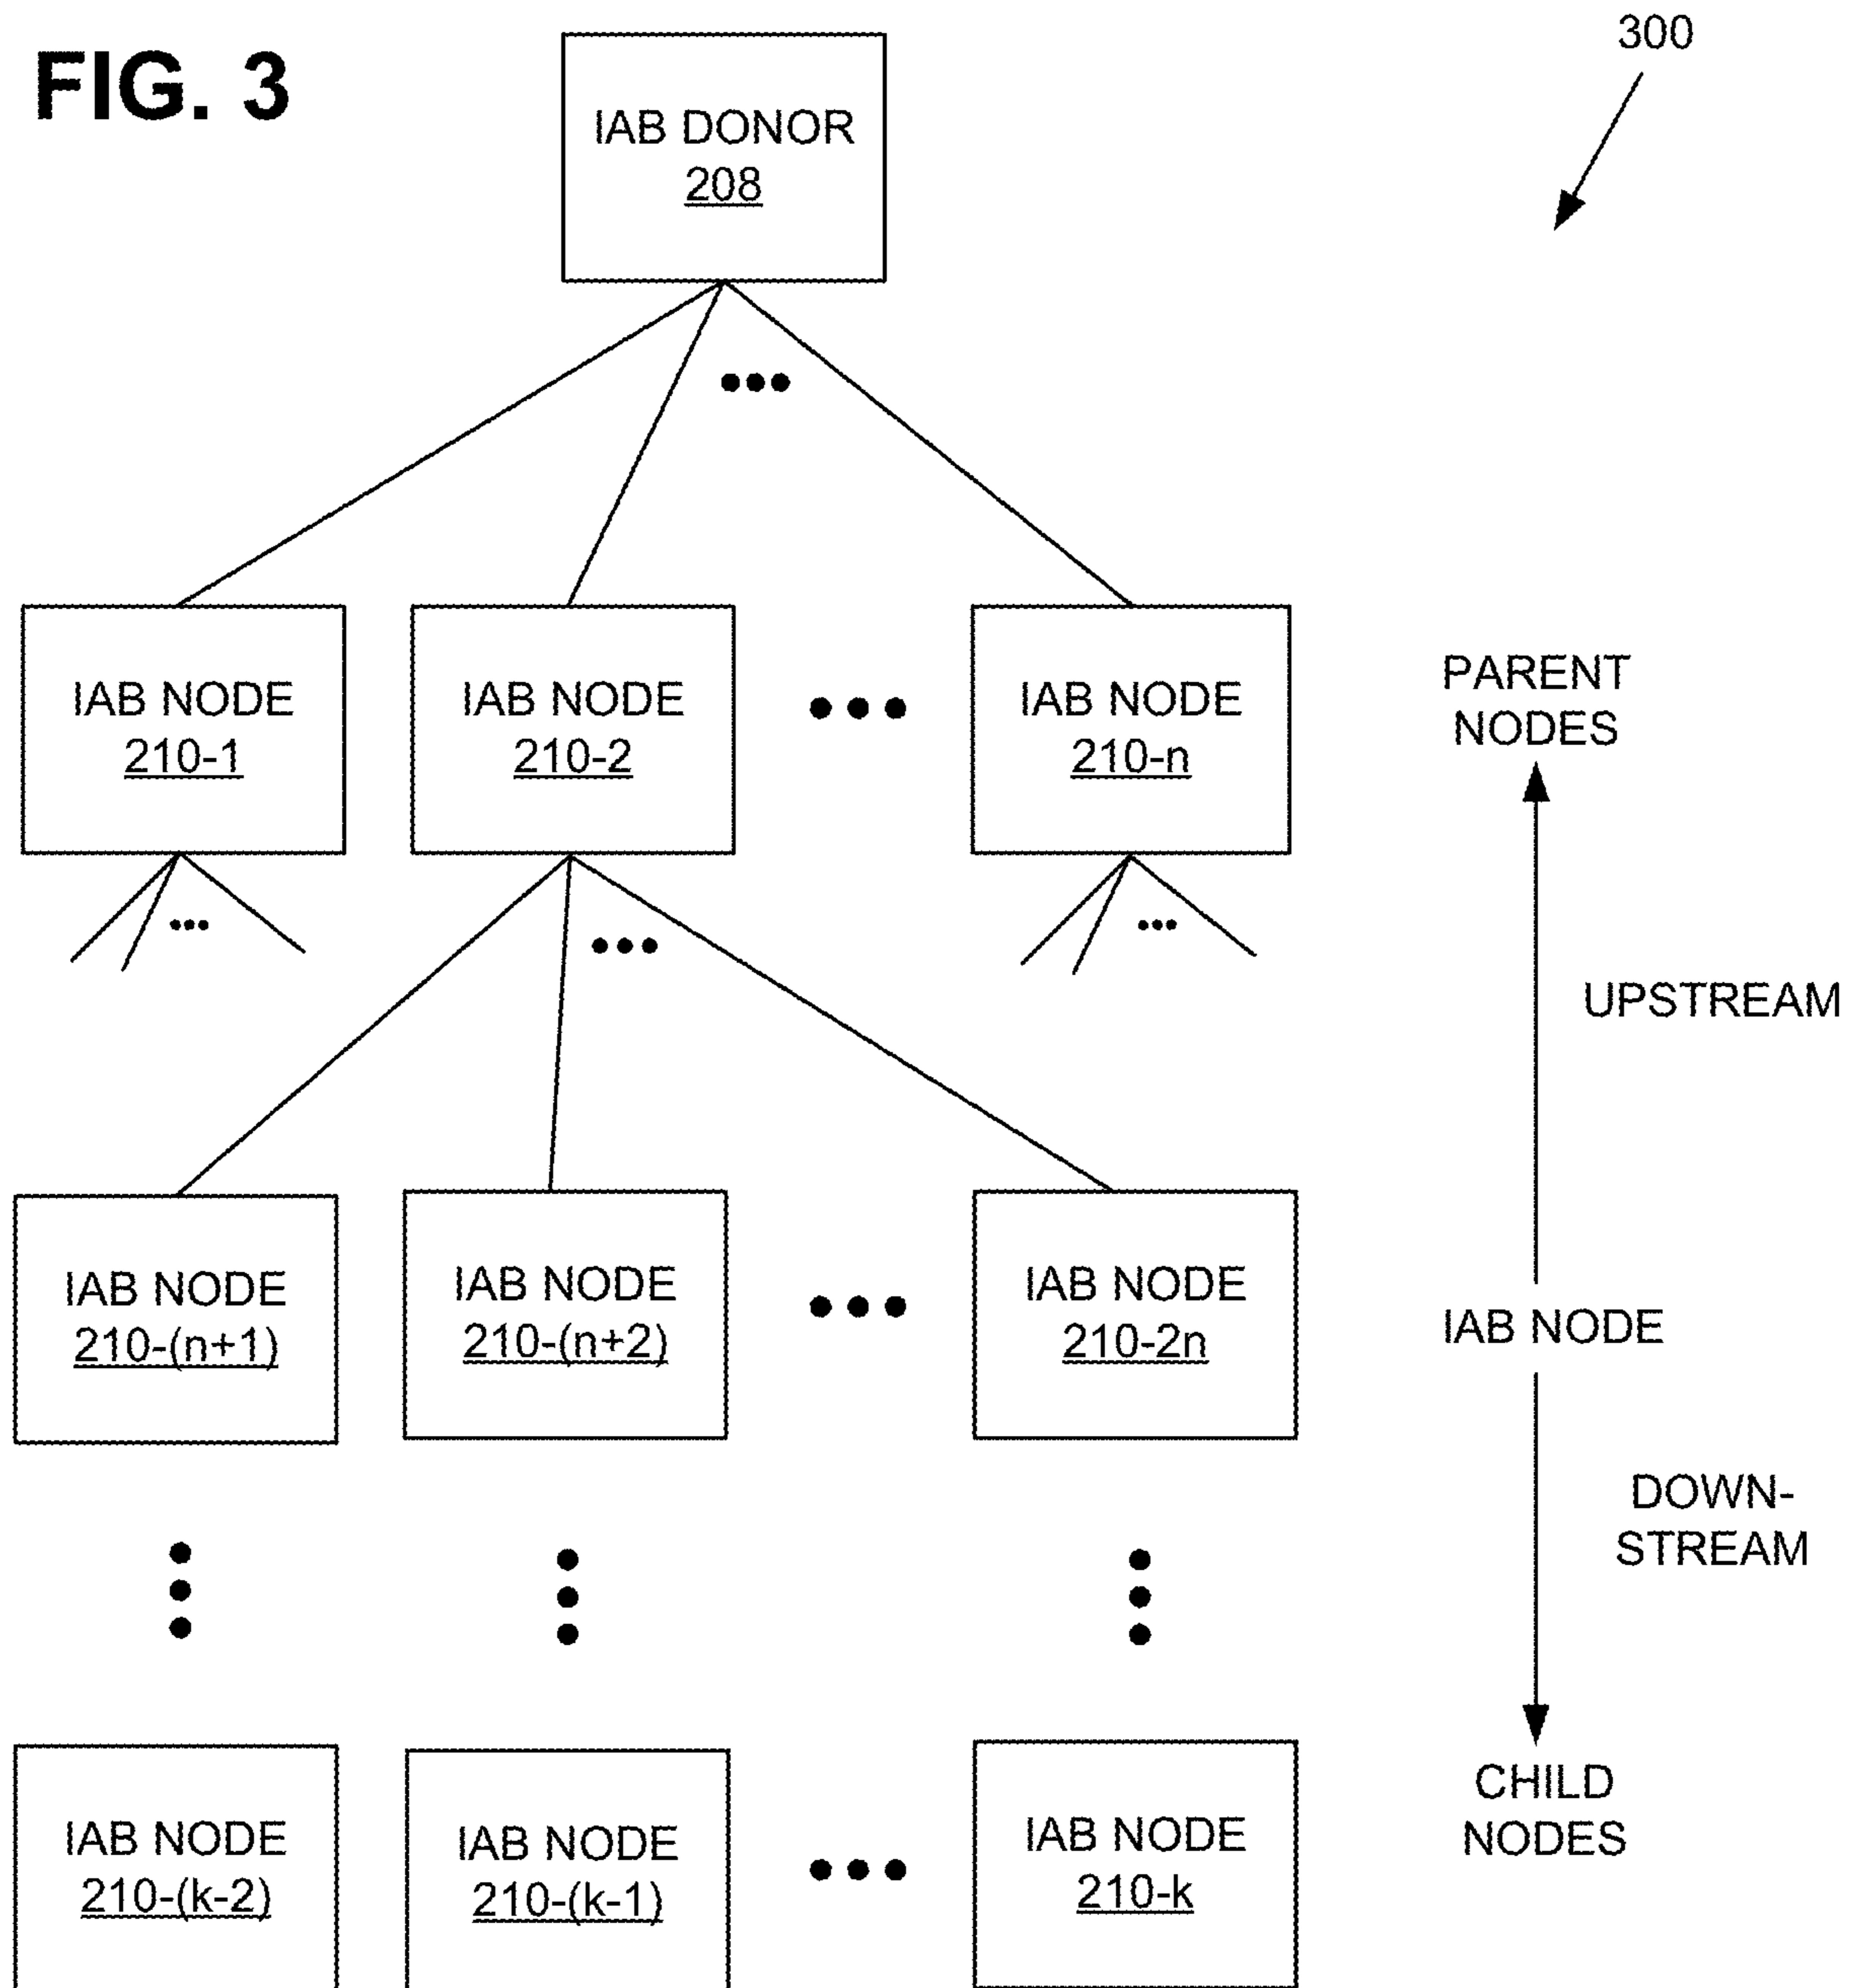 FIG. 3
300
IAB DONOR
208
IAB NODE
210-1
IAB NODE
210-2
IAB NODE
210-n
PARENT
NODES
UPSTREAM
IAB NODE
210-(n+1)
IAB NODE
210-(n+2)
IAB NODE
210-2n
IAB NODE
DOWN-
STREAM
IAB NODE
210-(k-2)
IAB NODE
210-(k-1)
IAB NODE
210-k
CHILD
NODES